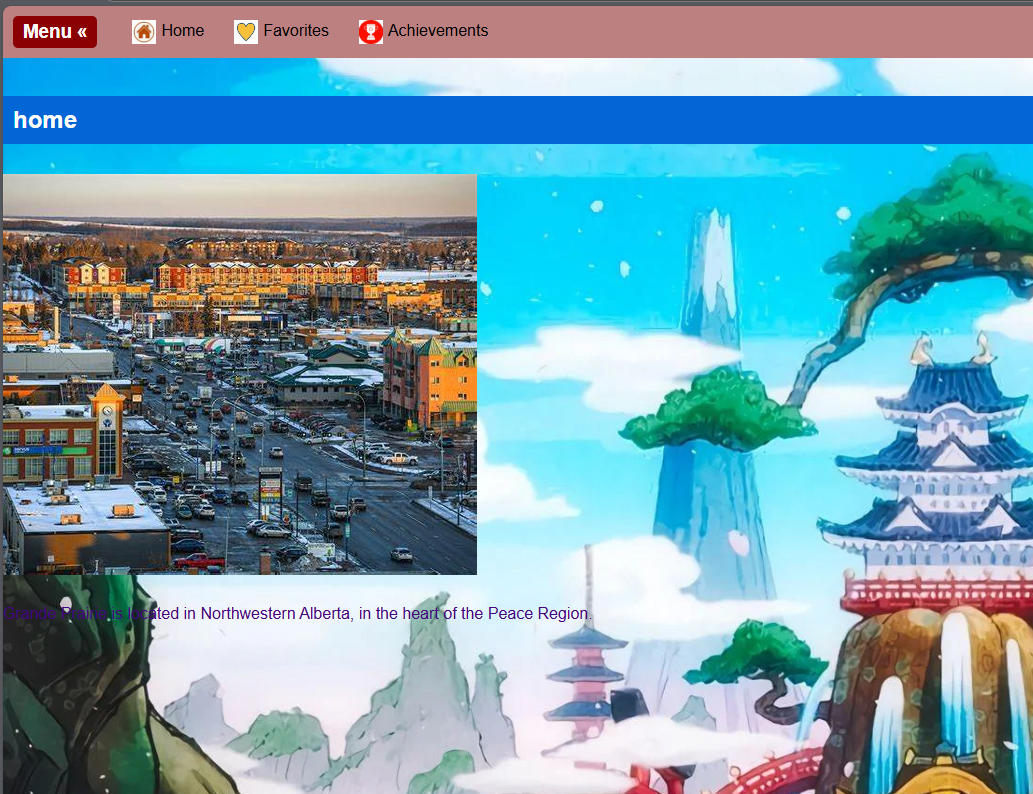 Menu «
Home
Favorites
Achievements
home
Grande Prairie is located in Northwestern Alberta, in the heart of the Peace Region.